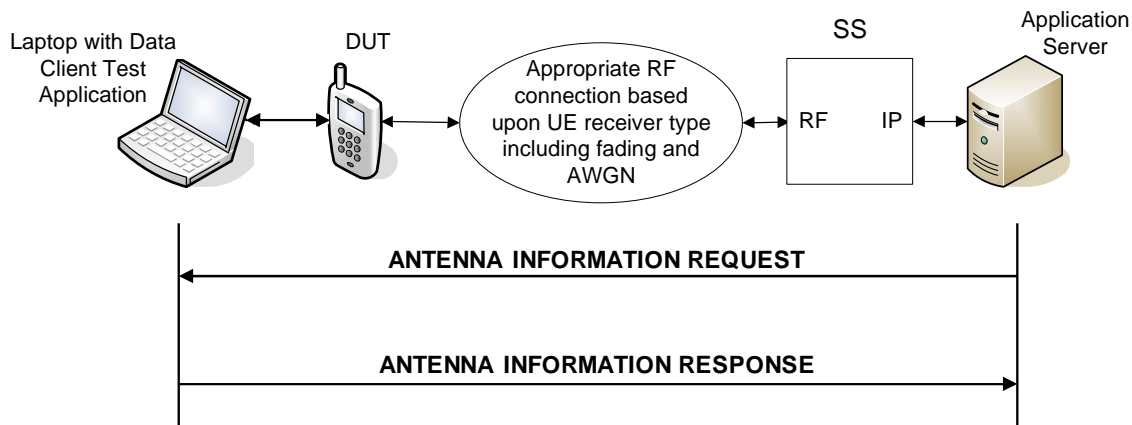 Laptop with Data
Client Test
Application
DUT
Appropriate RF
connection based
upon UE receiver type
including fading and
AWGN
SS
RF
IP
Application
Server
ANTENNA INFORMATION REQUEST
ANTENNA INFORMATION RESPONSE